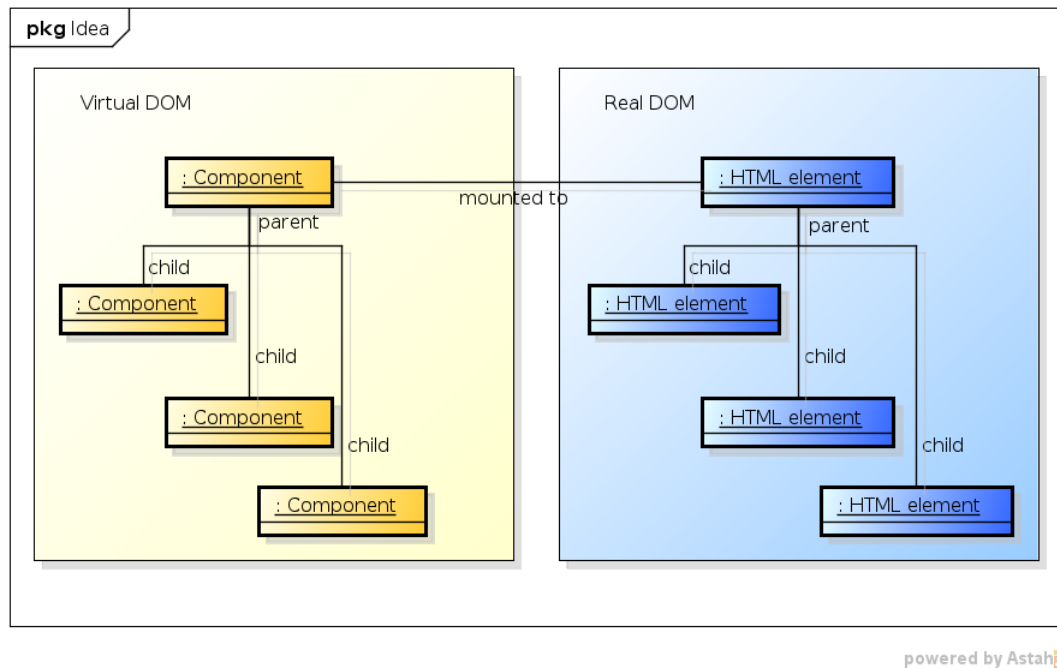 pkg Idea
Virtual DOM
Real DOM
: Component
: HTML element
mounted to
parent
parent
child
child
: Component
: HTML element
child
child
: Component
: HTML element
child
child
: Component
: HTML element
powered by Astah